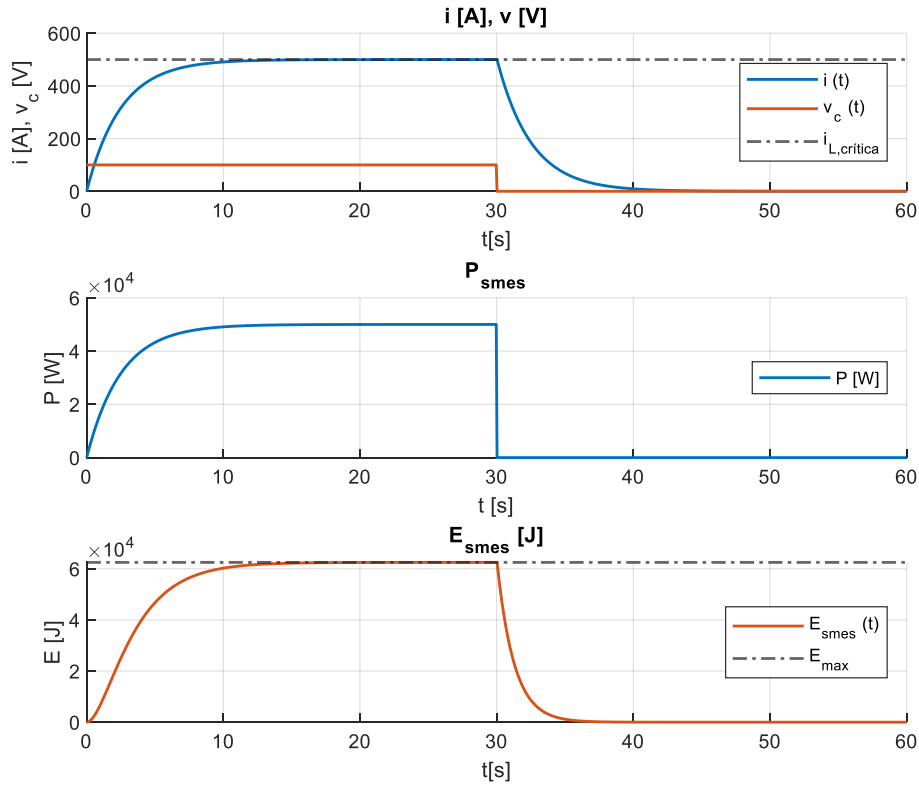 i [A], v [V]
i [A], v_c [V]
600
400
200
0
i (t)
v_c (t)
i_L,crítica
0 10 20 30 40 50 60
t[s]
P_smes
×10^4
P [W]
6
4
2
0
P [W]
0 10 20 30 40 50 60
t [s]
E_smes [J]
×10^4
E [J]
6
4
2
0
E_smes (t)
E_max
0 10 20 30 40 50 60
t[s]